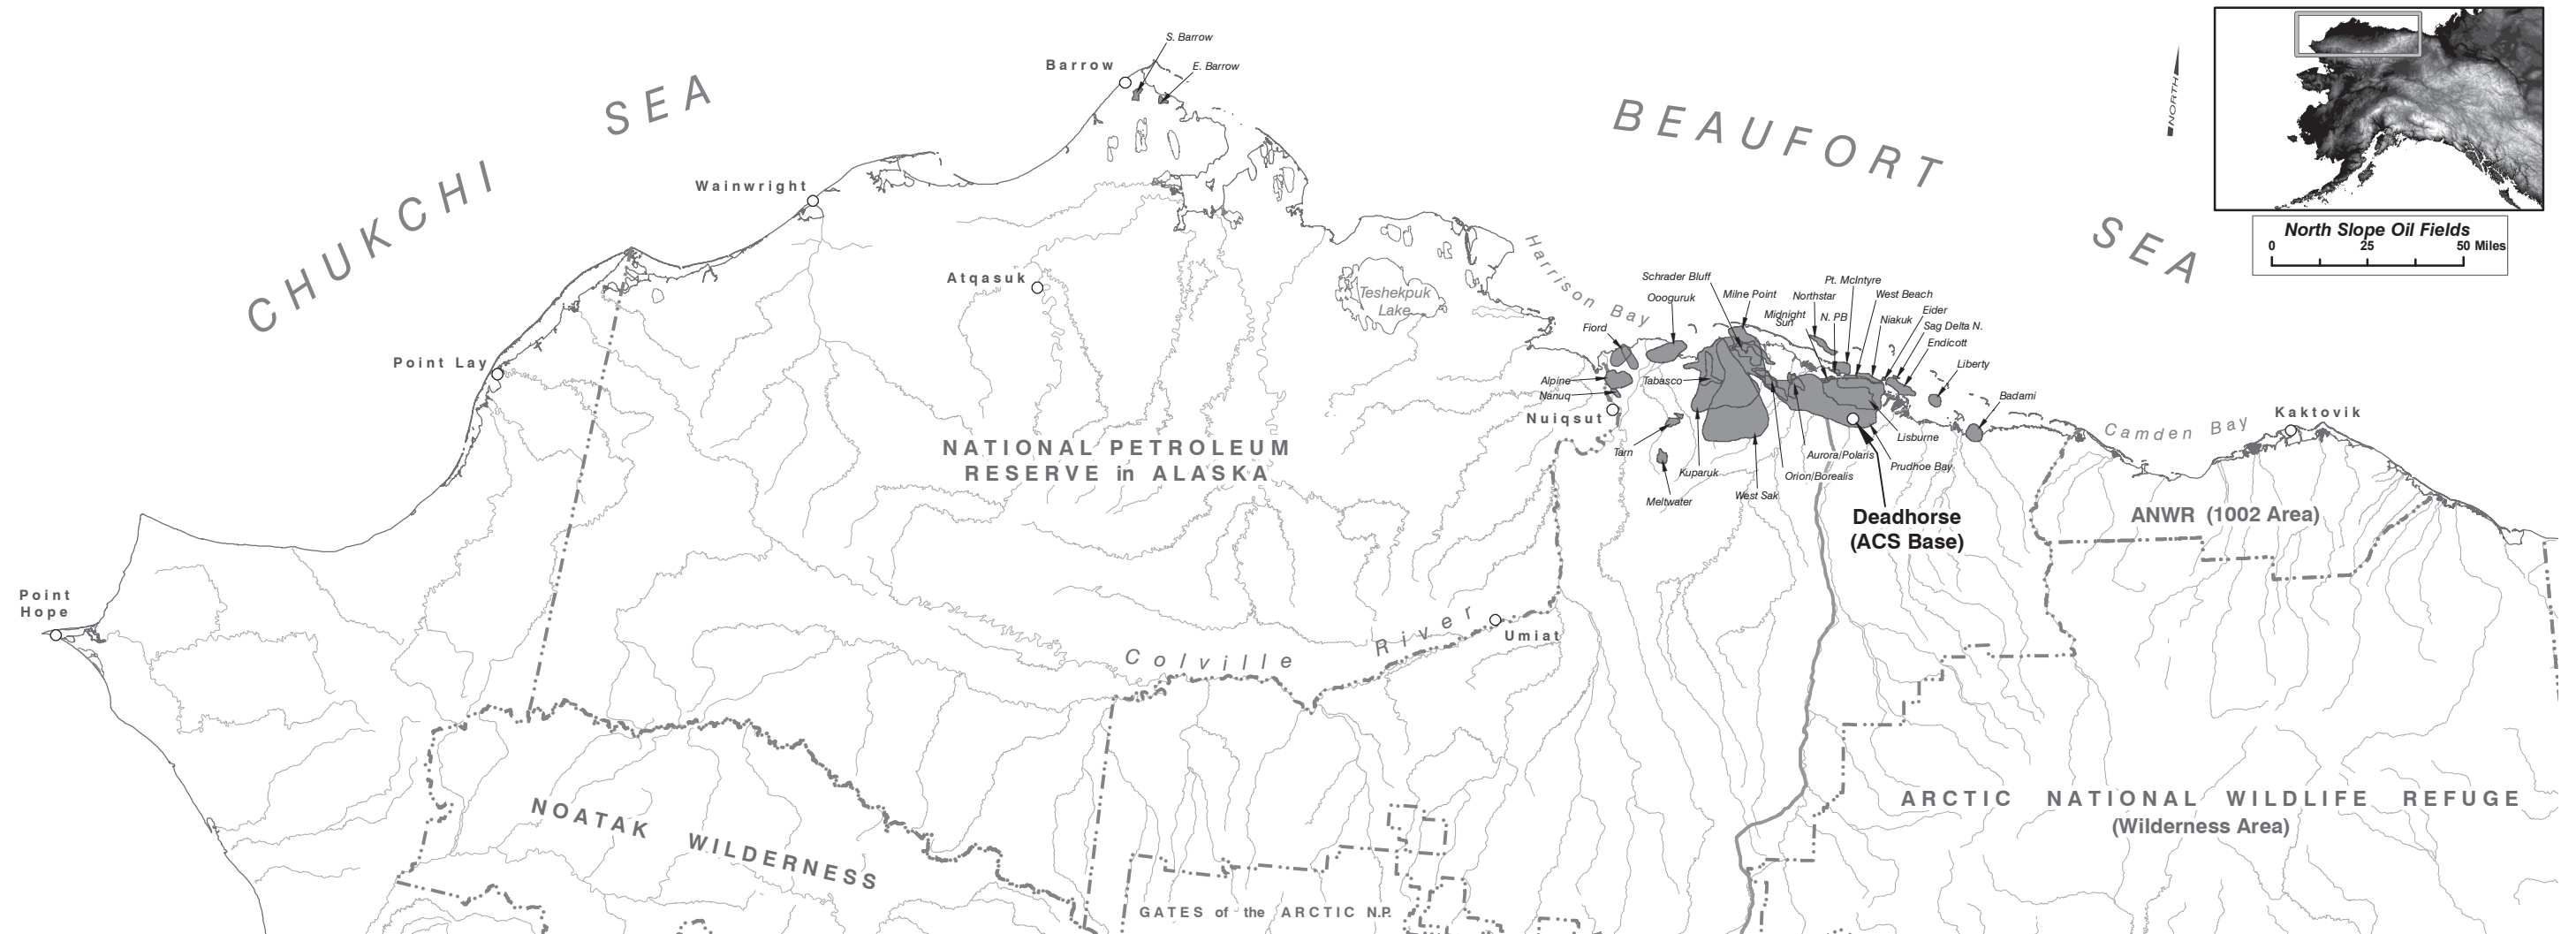 S. Barrow
Barrow
E. Barrow
CHUKCHI SEA
BEAUFORT SEA
NORTH
North Slope Oil Fields
0 25 50 Miles
Wainwright
Atqasuk
Teshekpuk
Lake
Harrison Bay
Point Lay
Schrader Bluff
Oooguruk
Milne Point
Northstar
Pt. McIntyre
West Beach
Midnight
Sun
N. PB
Niakuk
Eider
Sag Delta N.
Endicott
Fiord
Liberty
Alpine
Tabasco
Nanuq
Badami
Nuiqsut
Camden Bay
Kaktovik
Tarn
Lisburne
Aurora/Polaris
Prudhoe Bay
Kuparuk
Orion/Borealis
Meltwater
West Sak
NATIONAL PETROLEUM
RESERVE in ALASKA
Deadhorse
(ACS Base)
ANWR (1002 Area)
Point
Hope
Colville River
Umiat
NOATAK WILDERNESS
ARCTIC NATIONAL WILDLIFE REFUGE
(Wilderness Area)
GATES of the ARCTIC N.P.